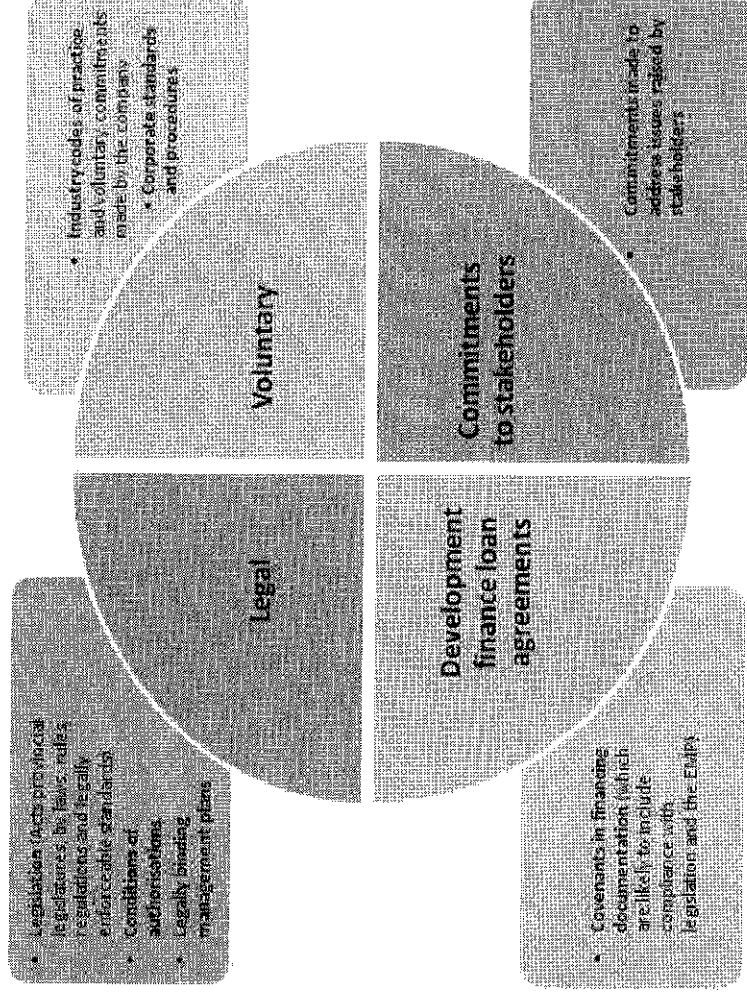 • Legislation (Acts provincial
legislatures, by laws, rules,
regulations and legally
enforceable standards)
• Conditions of
authorisations
• Legally binding
management plans
• Industry codes of practice
and voluntary commitments
made by the company
• Corporate standards
and procedures
Legal
Voluntary
Development
finance loan
agreements
Commitments
to stakeholders
• Covenants in financing
documentation (which
are likely to include
compliance with
legislation and the EMPA
• Commitments made to
address issues raised by
stakeholders